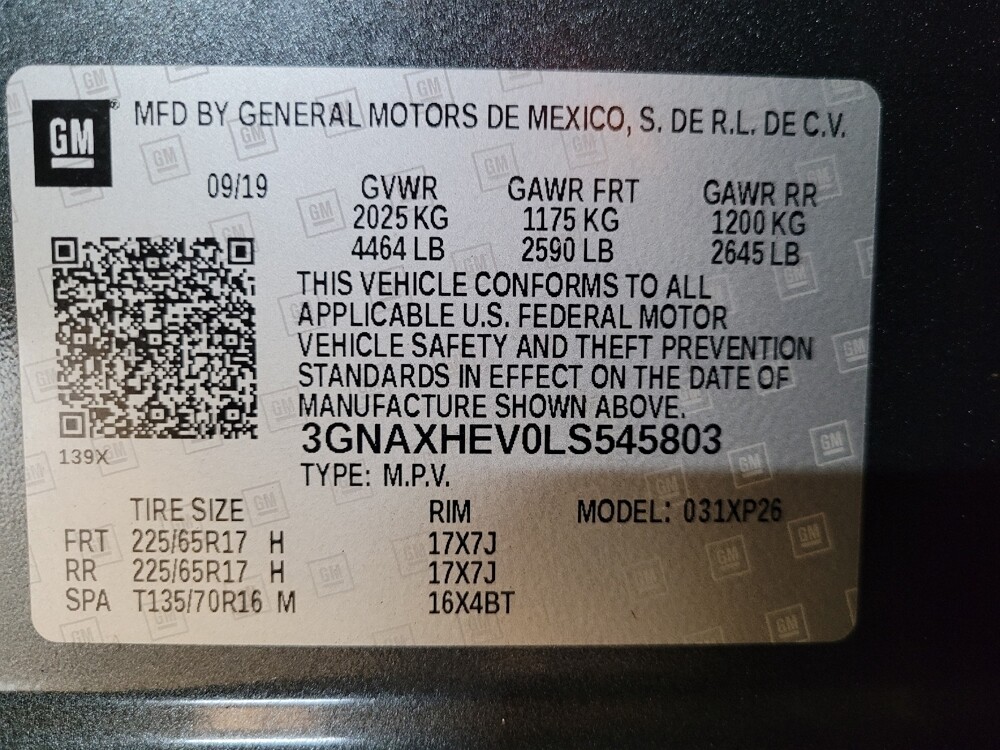 GM® MFD BY GENERAL MOTORS DE MEXICO, S. DE R.L. DE C.V.
09/19 GVWR GAWR FRT GAWR RR
2025 KG 1175 KG 1200 KG
4464 LB 2590 LB 2645 LB
THIS VEHICLE CONFORMS TO ALL
APPLICABLE U.S. FEDERAL MOTOR
VEHICLE SAFETY AND THEFT PREVENTION
STANDARDS IN EFFECT ON THE DATE OF
MANUFACTURE SHOWN ABOVE.
3GNAXHEV0LS545803
139X
TYPE: M.P.V.
TIRE SIZE RIM MODEL: 031XP26
FRT 225/65R17 H 17X7J
RR 225/65R17 H 17X7J
SPA T135/70R16 M 16X4BT